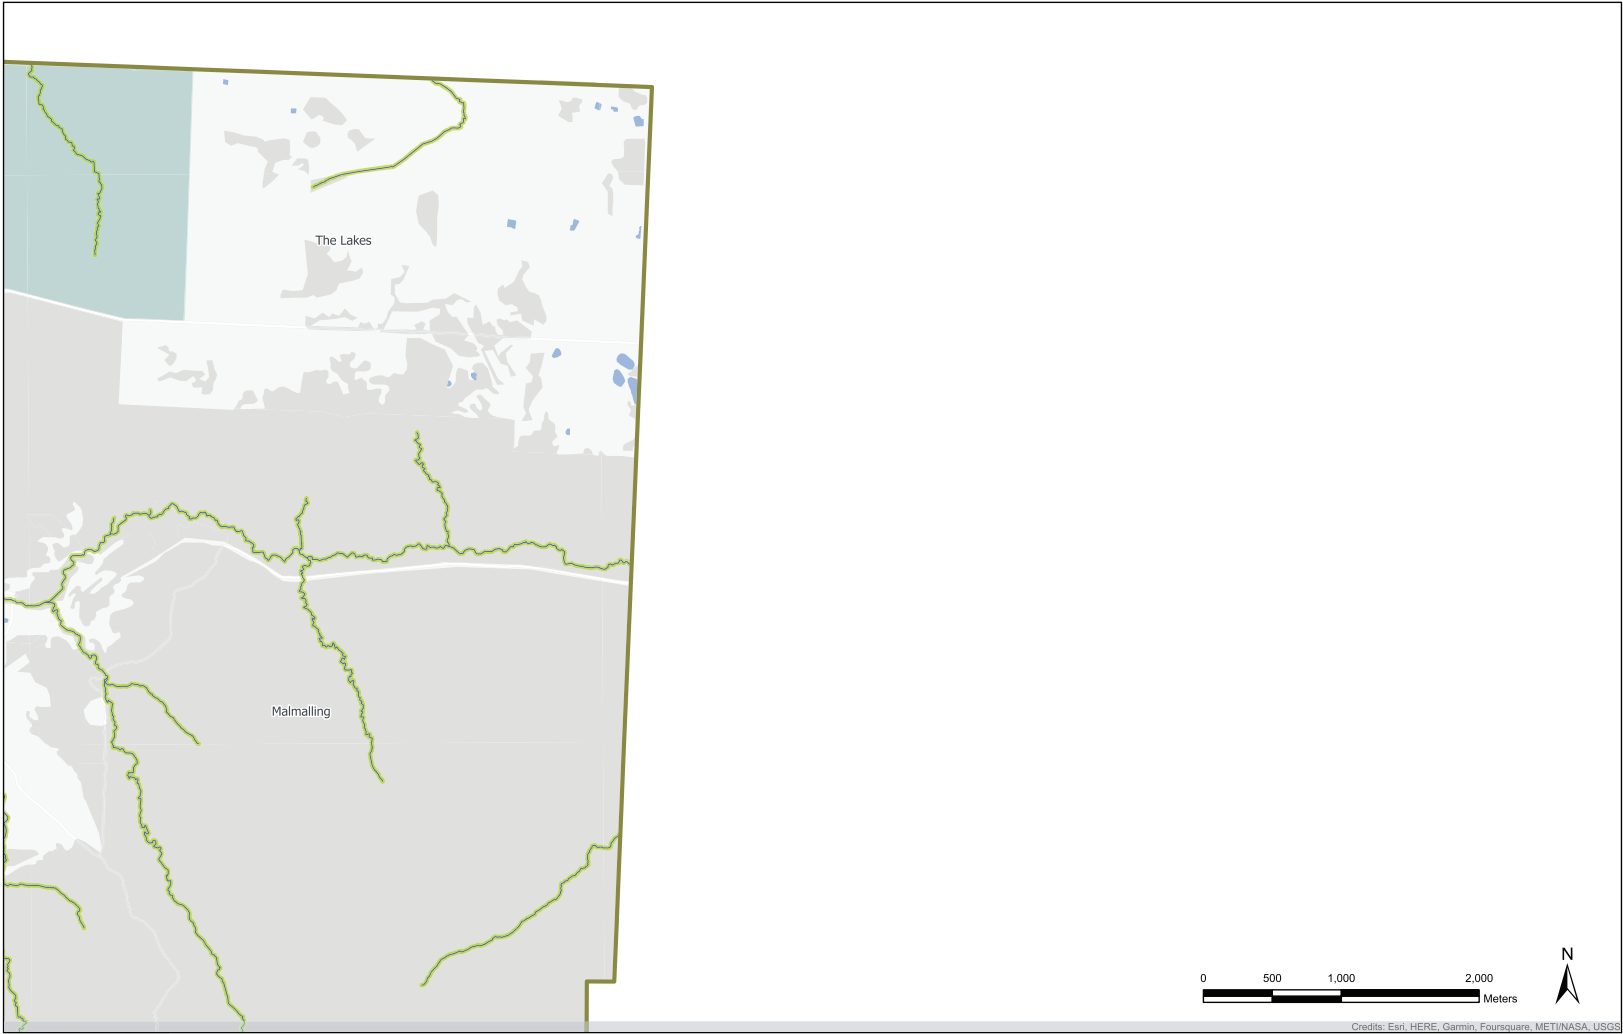 The Lakes
Malmalling
N
0 500 1,000 2,000
Meters
Credits: Esri, HERE, Garmin, Foursquare, METI/NASA, USGS